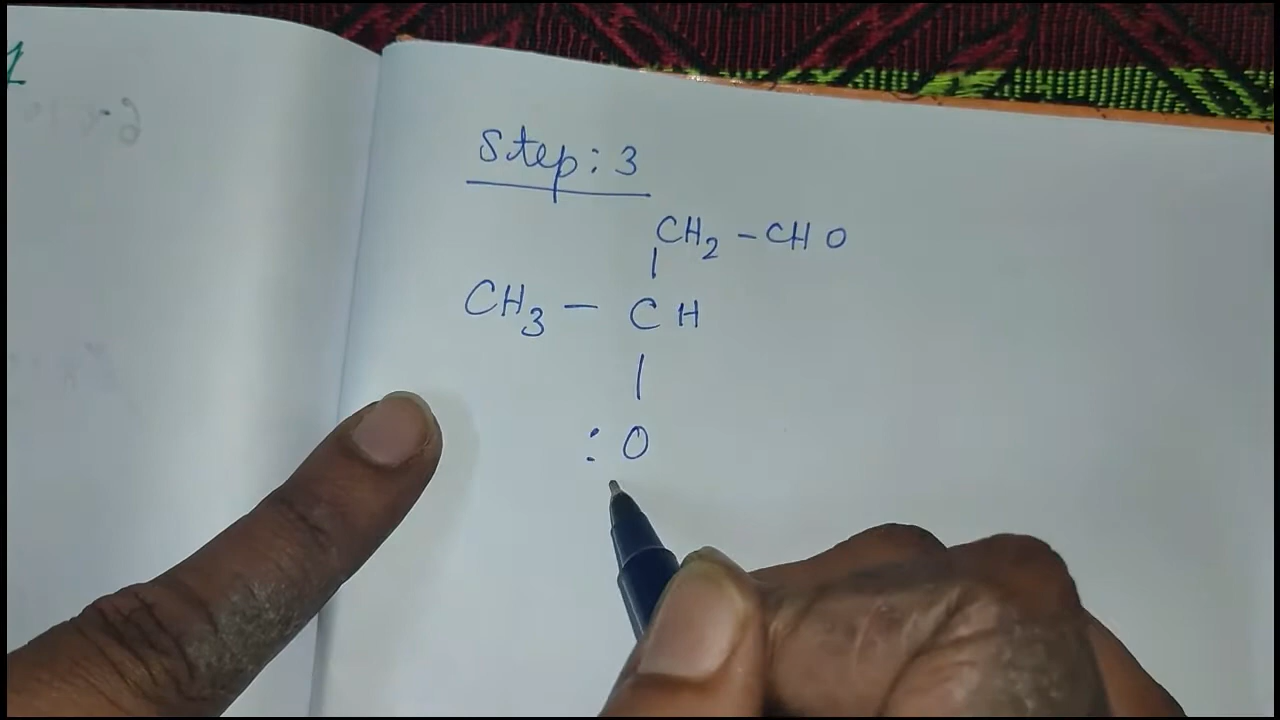 Step: 3
CH₂ - CHO
|
CH₃ - CH
|
: O